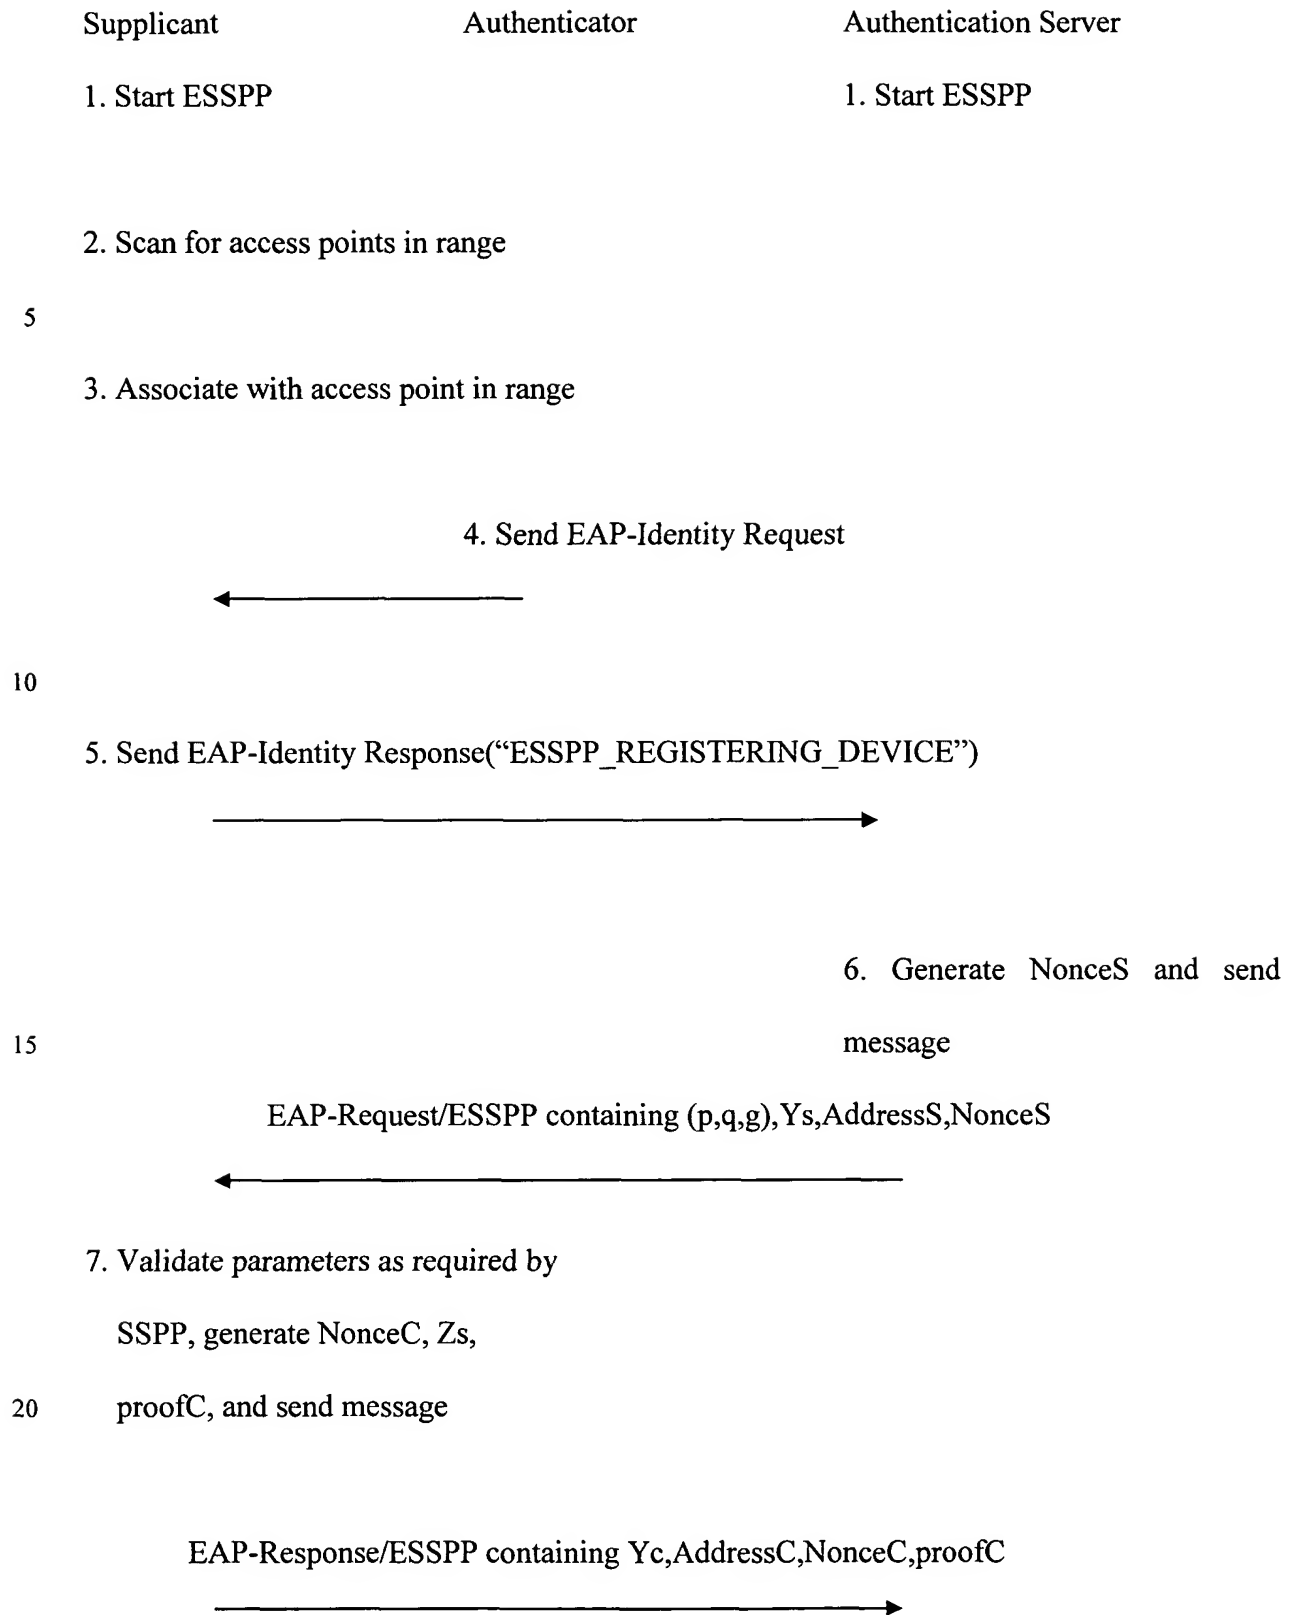 Supplicant Authenticator Authentication Server
1. Start ESSPP 1. Start ESSPP
2. Scan for access points in range
5
3. Associate with access point in range
4. Send EAP-Identity Request
10
5. Send EAP-Identity Response(“ESSPP_REGISTERING_DEVICE”)
6. Generate NonceS and send
15 message
EAP-Request/ESSPP containing (p,q,g),Ys,AddressS,NonceS
7. Validate parameters as required by
SSPP, generate NonceC, Zs,
20 proofC, and send message
EAP-Response/ESSPP containing Yc,AddressC,NonceC,proofC